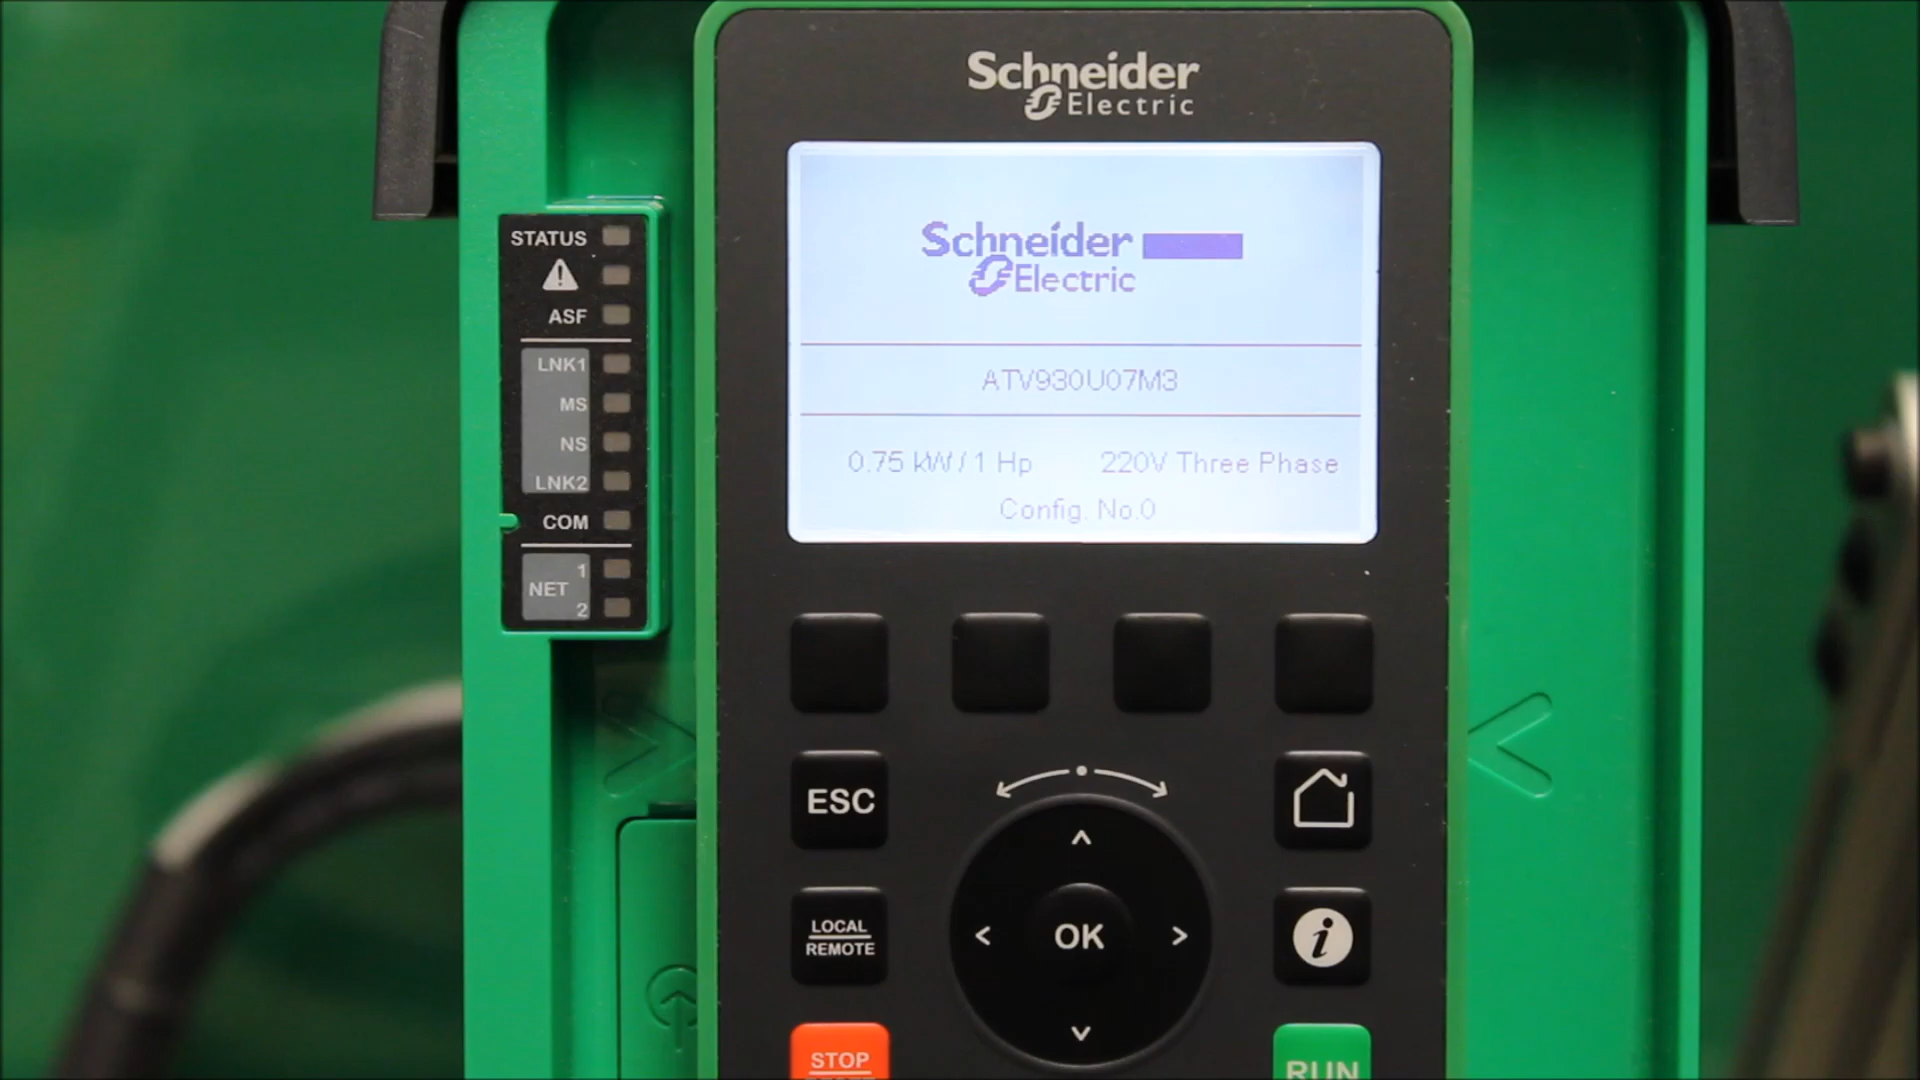 Schneider
Electric
Schneider
Electric
ATV930U07M3
0.75 kW / 1 Hp 220V Three Phase
Config. No.0
STATUS
ASF
LNK1
MS
NS
LNK2
COM
NET 1
2
ESC
LOCAL
REMOTE
OK
i
STOP
RUN